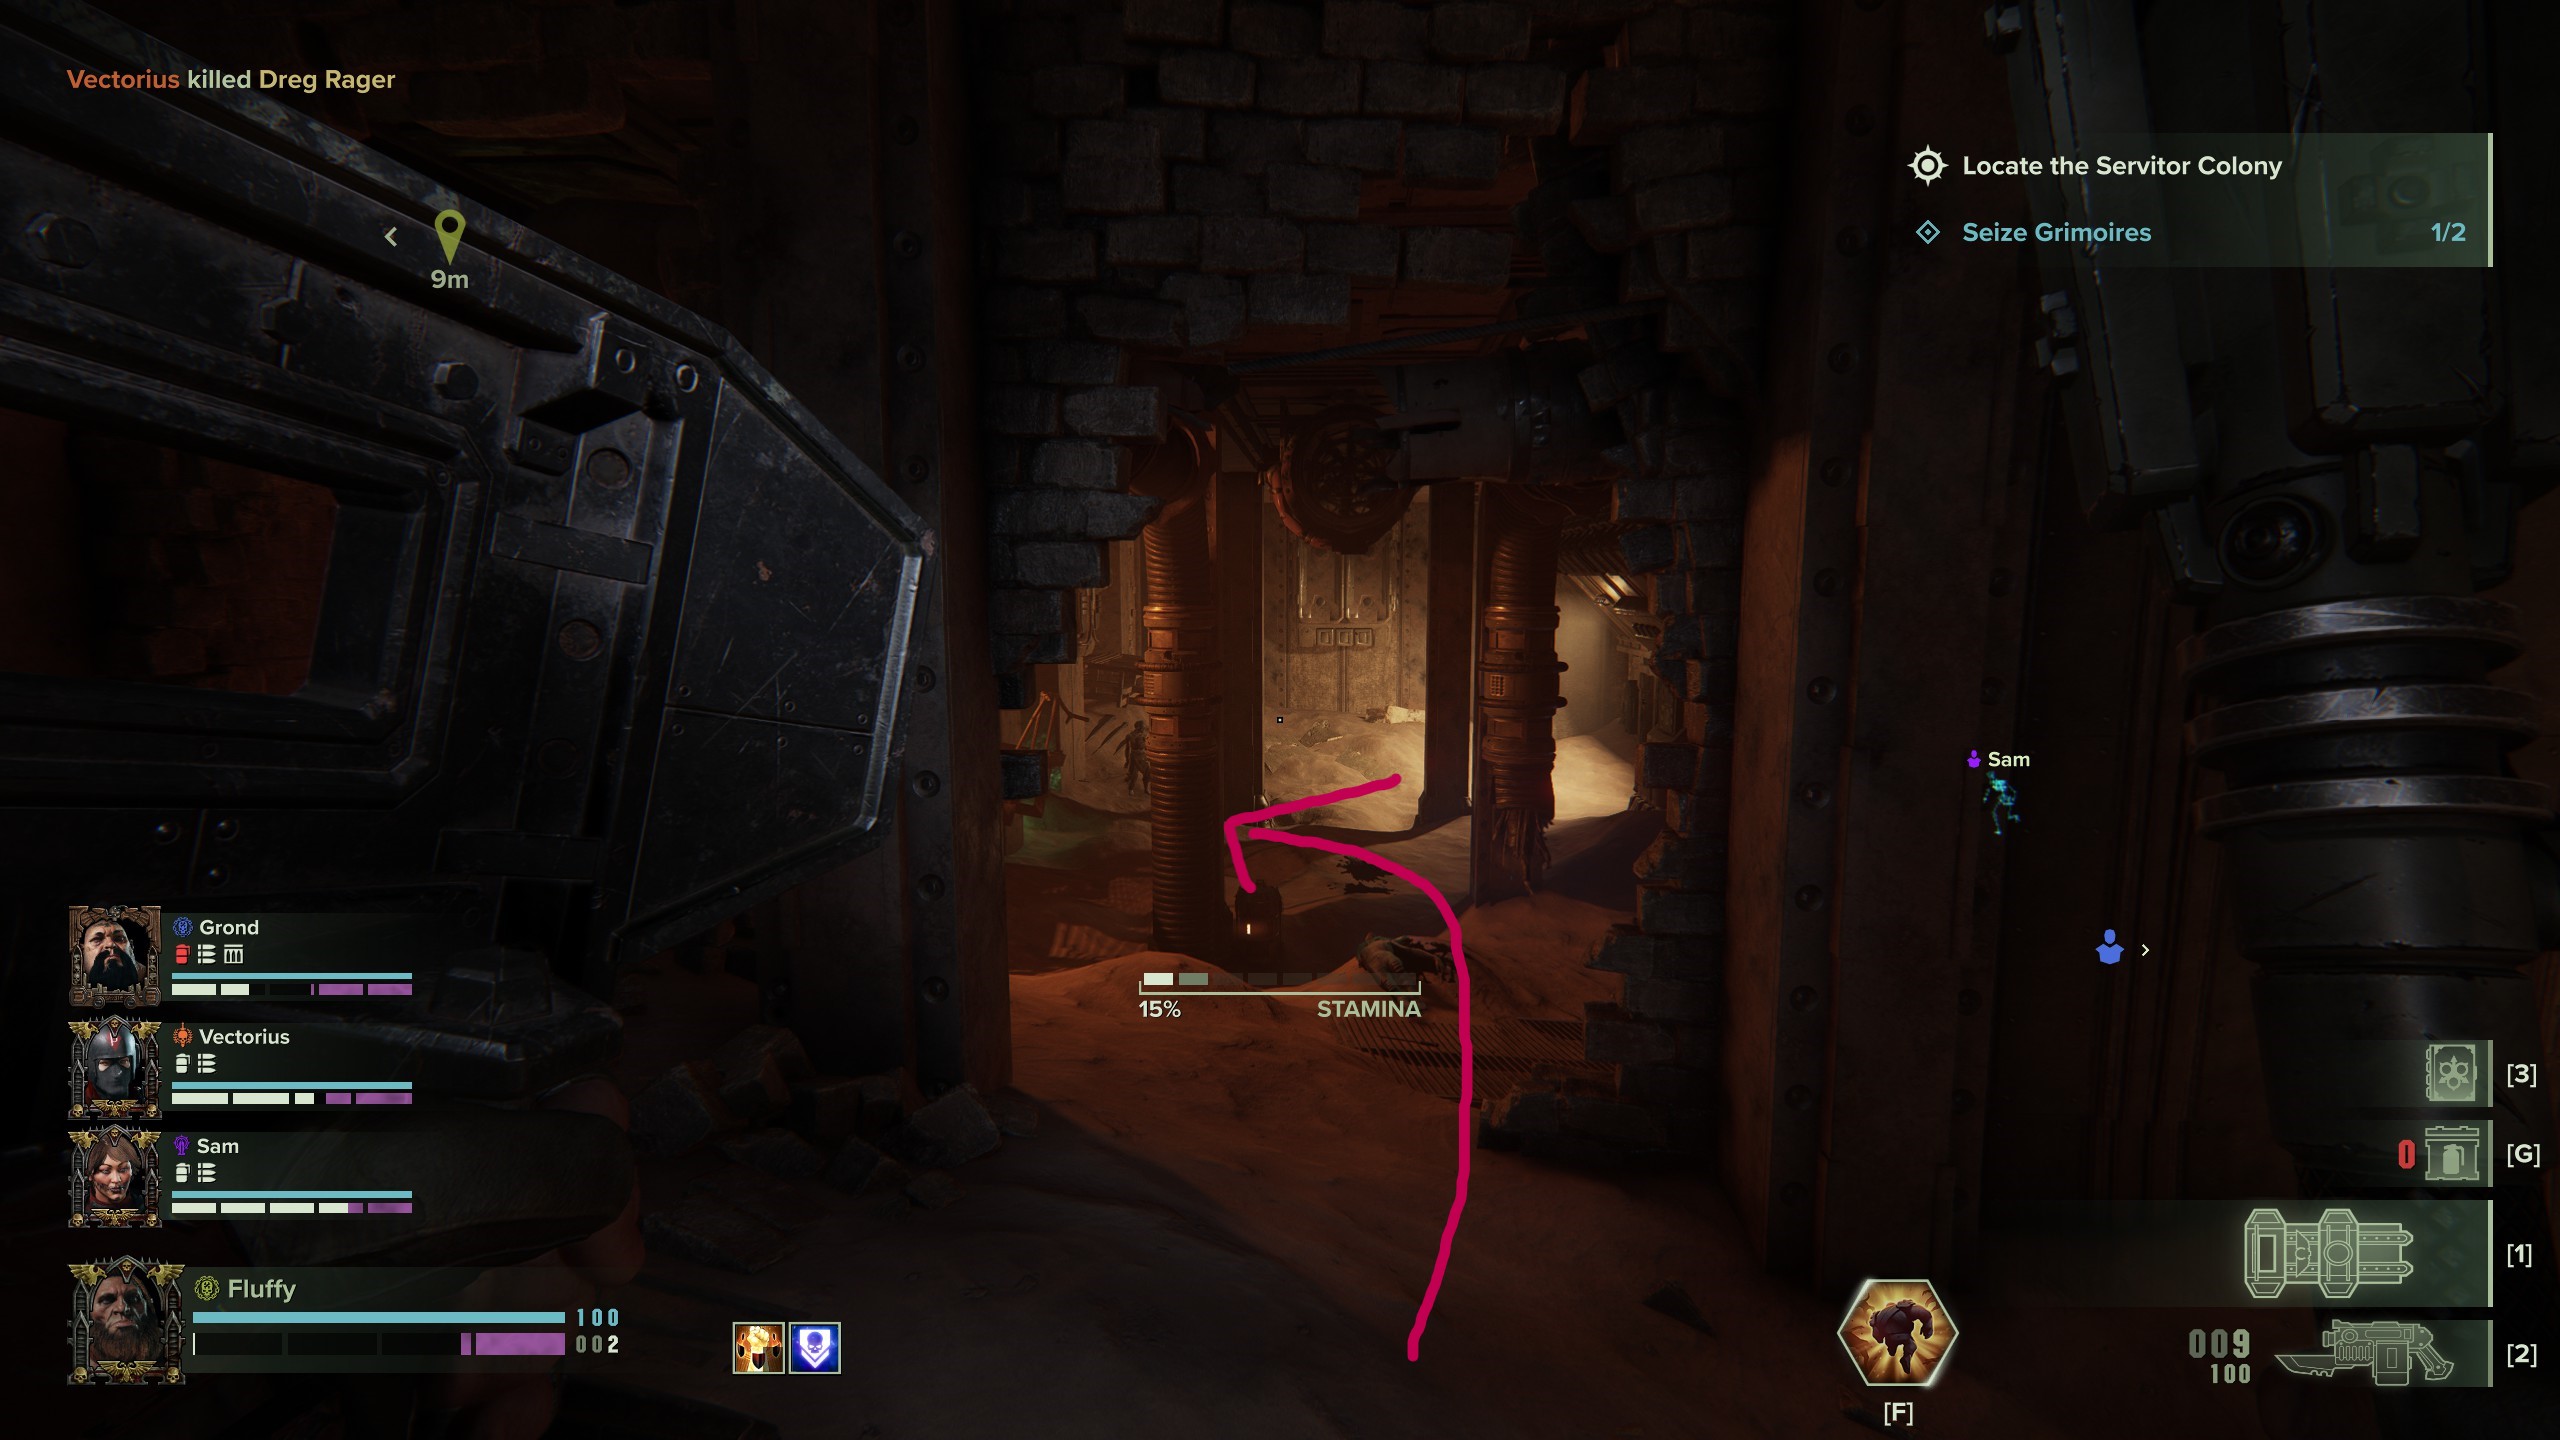 Vectorius killed Dreg Rager
Locate the Servitor Colony
Seize Grimoires 1/2
9m
Sam
Grond
15% STAMINA
Vectorius
[3]
Sam
[G]
0
[1]
Fluffy
100
002
009
100
[2]
[F]